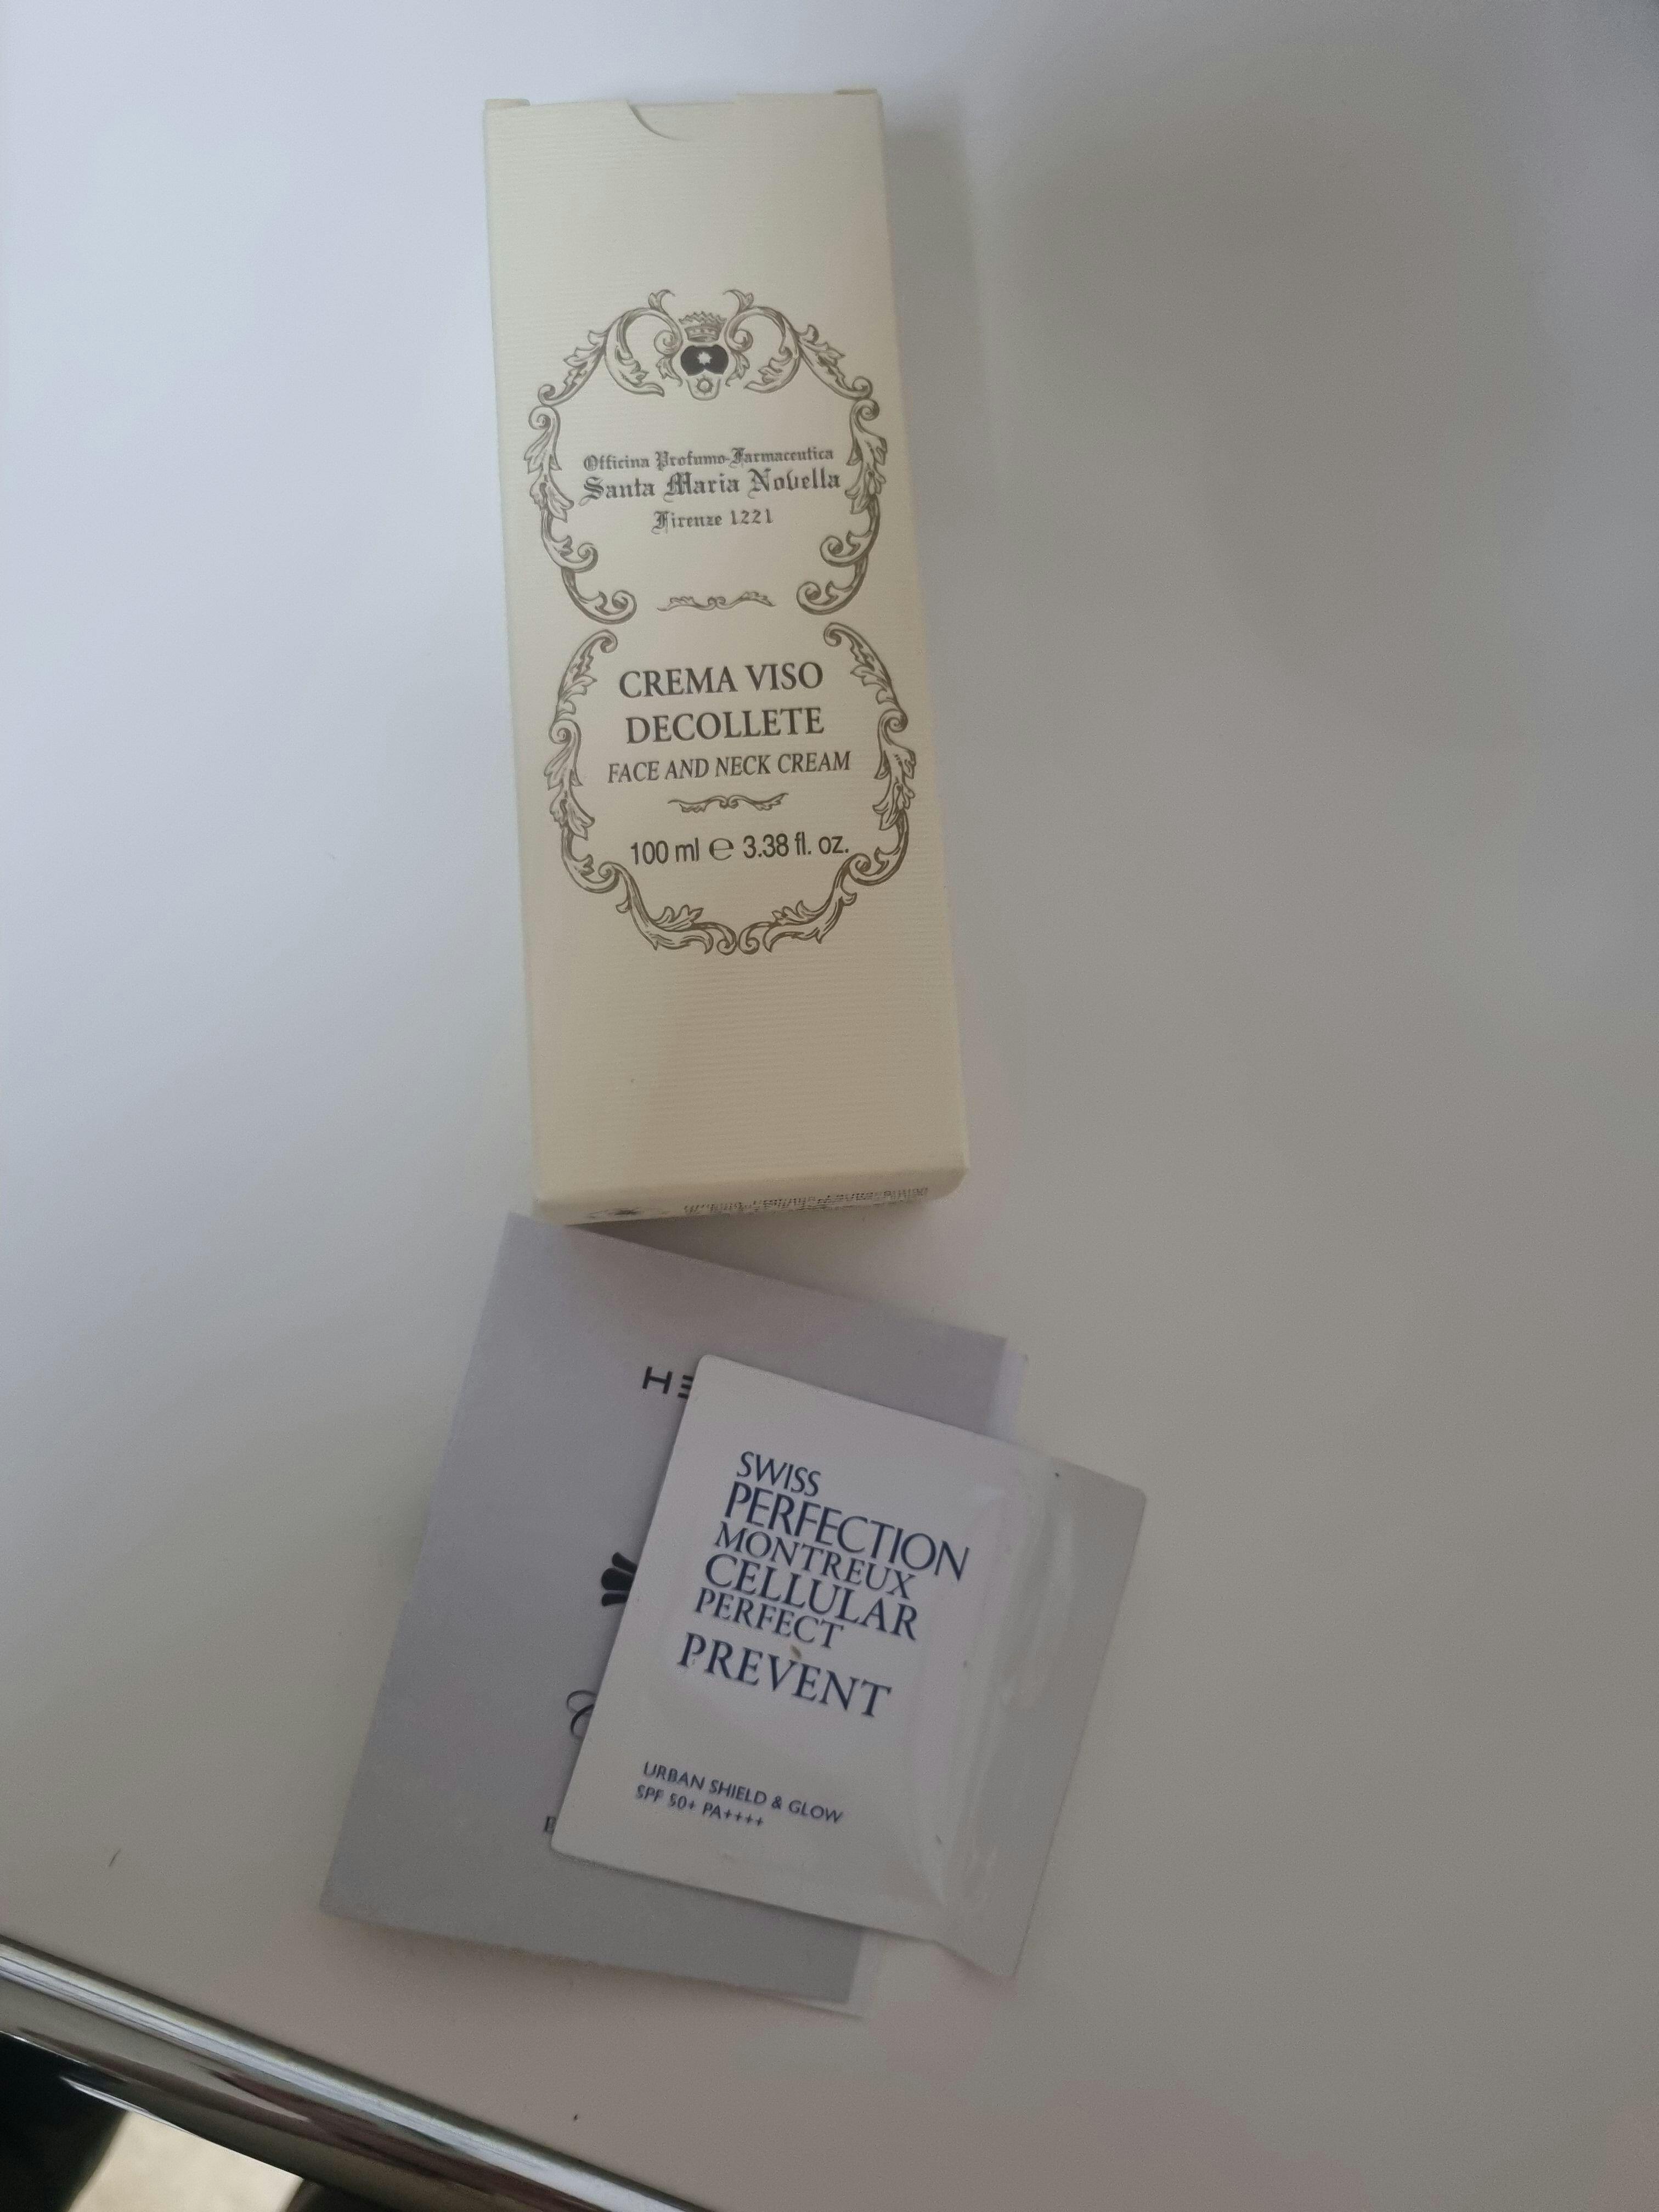 Officina Profumo-Farmaceutica
Santa Maria Novella
Firenze 1221
CREMA VISO
DECOLLETE
FACE AND NECK CREAM
100 ml ℮ 3.38 fl. oz.
SWISS
PERFECTION
MONTREUX
CELLULAR
PERFECT
PREVENT
URBAN SHIELD & GLOW
SPF 50+ PA++++